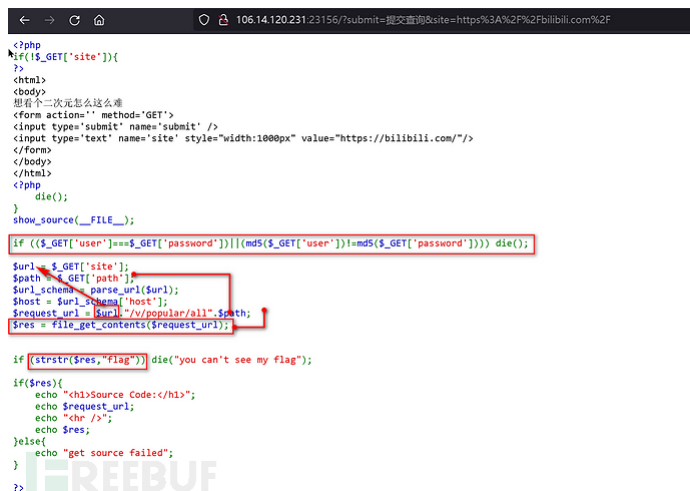 106.14.120.231:23156/?submit=提交查询&site=https%3A%2F%2Fbilibili.com%2F
<?php
if(!$_GET['site']){
?>
<html>
<body>
想看个二次元怎么这么难
<form action='' method='GET'>
<input type='submit' name='submit' />
<input type='text' name='site' style="width:1000px" value="https://bilibili.com/"/>
</form>
</body>
</html>
<?php
die();
}
show_source(__FILE__);
if (($_GET['user']===$_GET['password'])||(md5($_GET['user'])!=md5($_GET['password']))) die();
$url = $_GET['site'];
$path = $_GET['path'];
$url_schema = parse_url($url);
$host = $url_schema['host'];
$request_url = $url."/v/popular/all".$path;
$res = file_get_contents($request_url);
if (strstr($res,"flag")) die("you can't see my flag");
if($res){
echo "<h1>Source Code:</h1>";
echo $request_url;
echo "<hr />";
echo $res;
}else{
echo "get source failed";
}
?>
FREEBUF